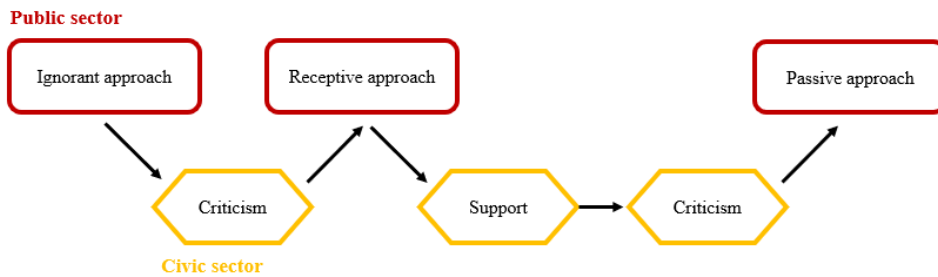 Public sector
Ignorant approach
Receptive approach
Passive approach
Criticism
Support
Criticism
Civic sector